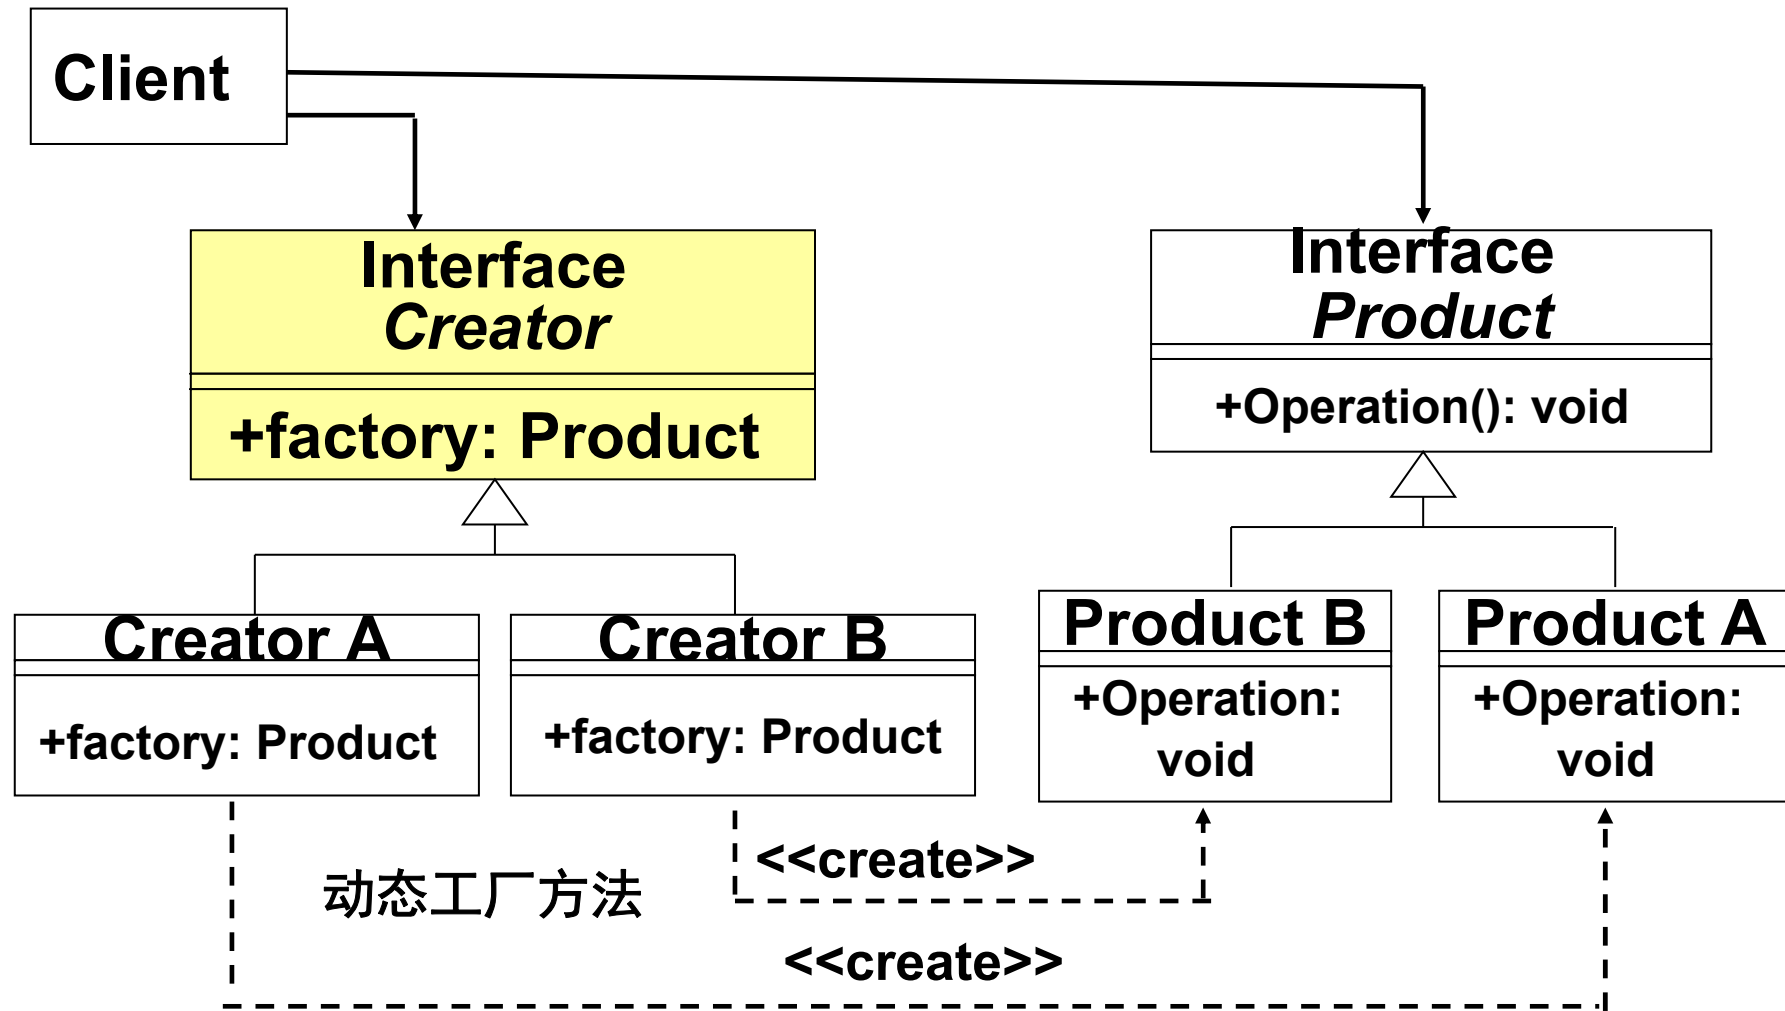 Client
Interface
Creator
+factory: Product
Interface
Product
+Operation(): void
Creator A
+factory: Product
Creator B
+factory: Product
Product B
+Operation:
void
Product A
+Operation:
void
<<create>>
动态工厂方法
<<create>>